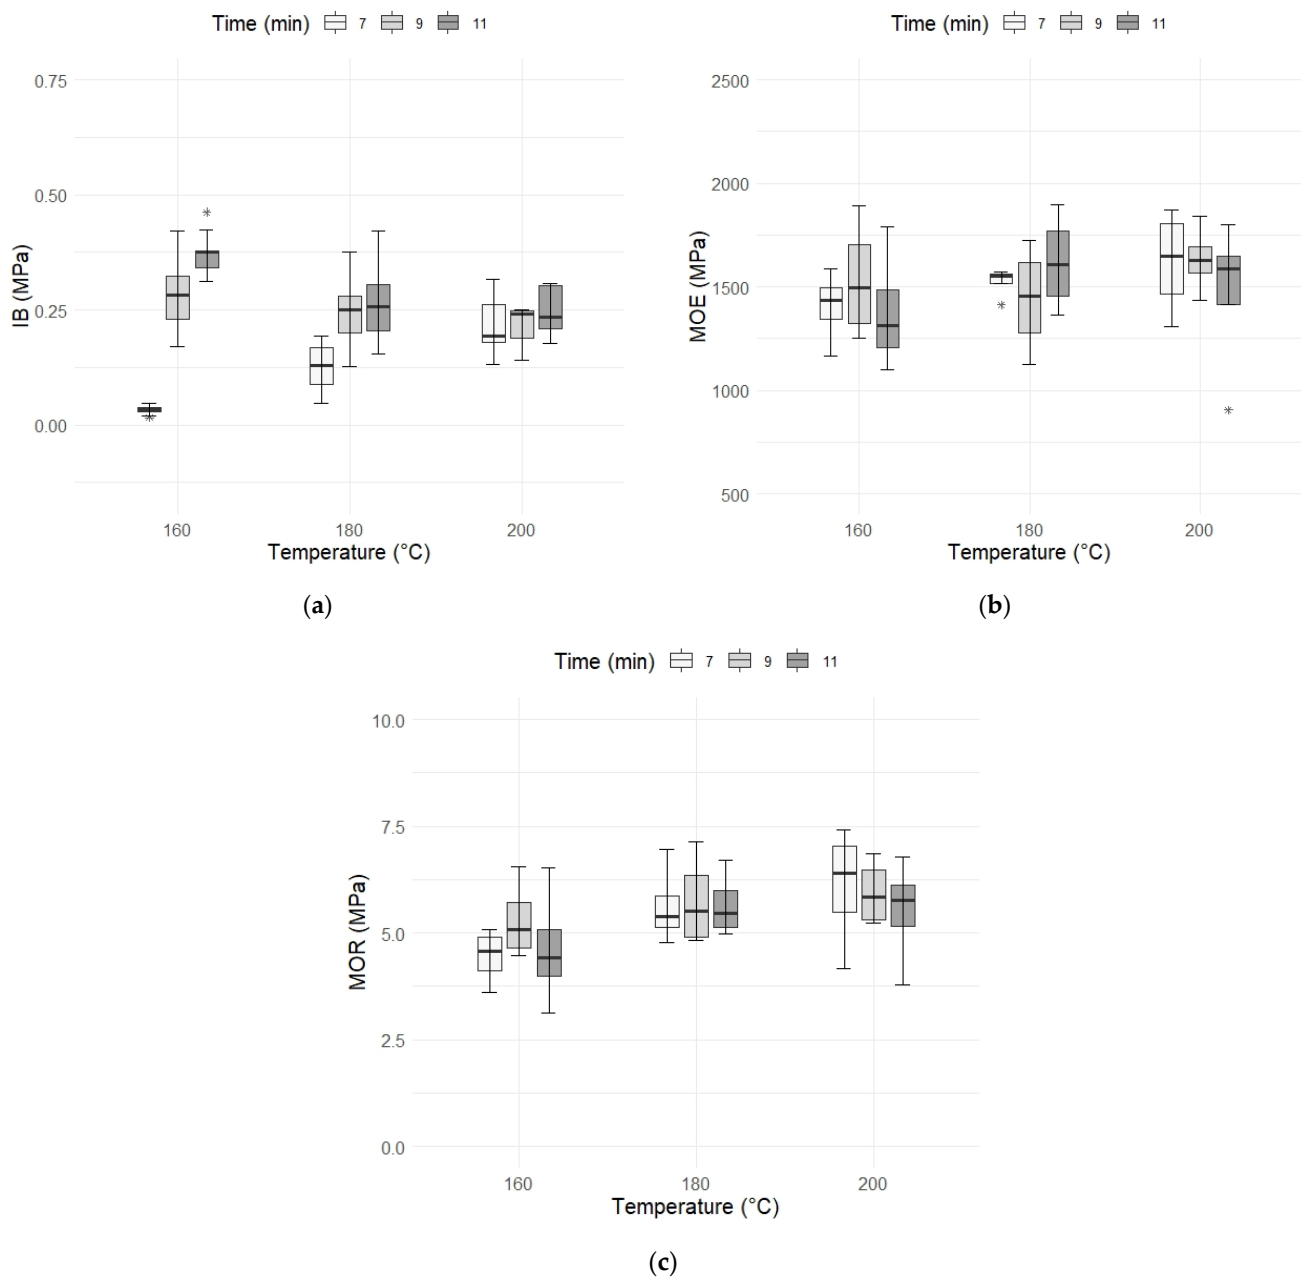 Time (min) 7 9 11
0.75
0.50
0.25
0.00
IB (MPa)
160 180 200
Temperature (°C)
(a)
Time (min) 7 9 11
2500
2000
1500
1000
500
MOE (MPa)
160 180 200
Temperature (°C)
(b)
Time (min) 7 9 11
10.0
7.5
5.0
2.5
0.0
MOR (MPa)
160 180 200
Temperature (°C)
(c)